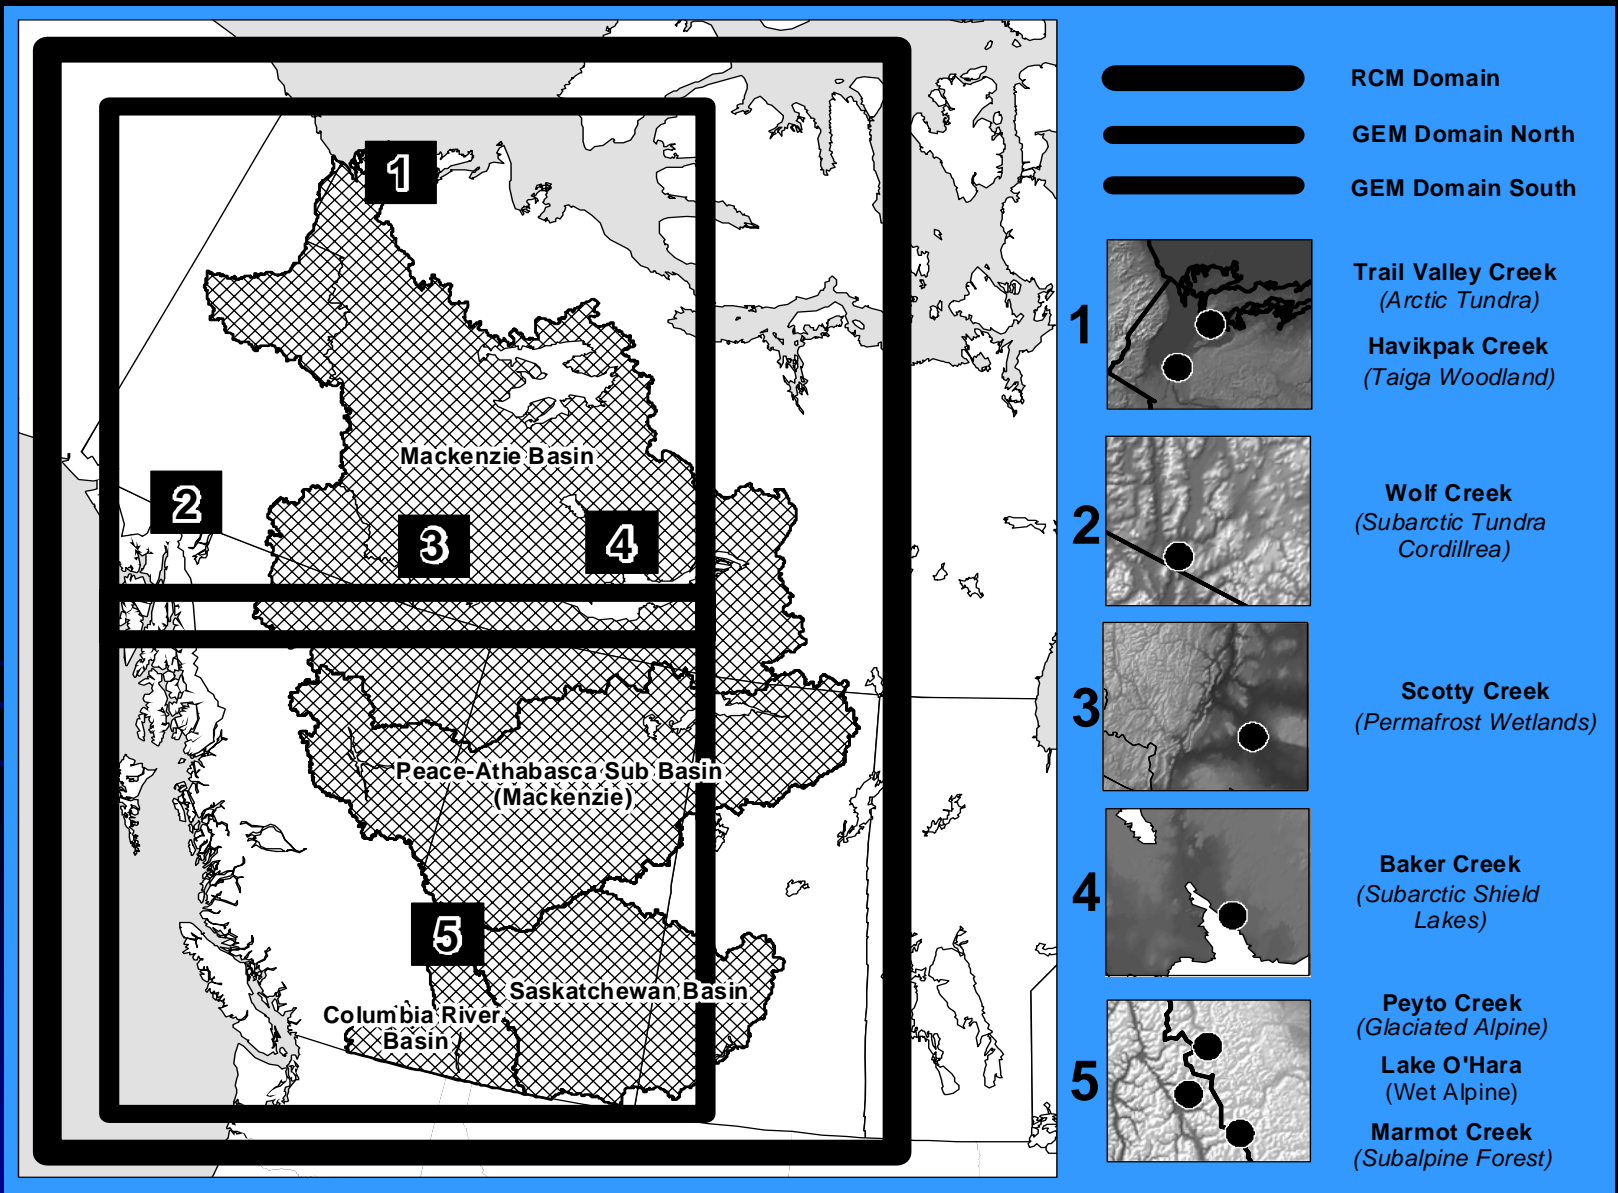 1
2
3
4
Mackenzie Basin
Peace-Athabasca Sub Basin
(Mackenzie)
5
Saskatchewan Basin
Columbia River
Basin
RCM Domain
GEM Domain North
GEM Domain South
1
Trail Valley Creek
(Arctic Tundra)
Havikpak Creek
(Taiga Woodland)
2
Wolf Creek
(Subarctic Tundra
Cordillrea)
3
Scotty Creek
(Permafrost Wetlands)
4
Baker Creek
(Subarctic Shield
Lakes)
5
Peyto Creek
(Glaciated Alpine)
Lake O'Hara
(Wet Alpine)
Marmot Creek
(Subalpine Forest)